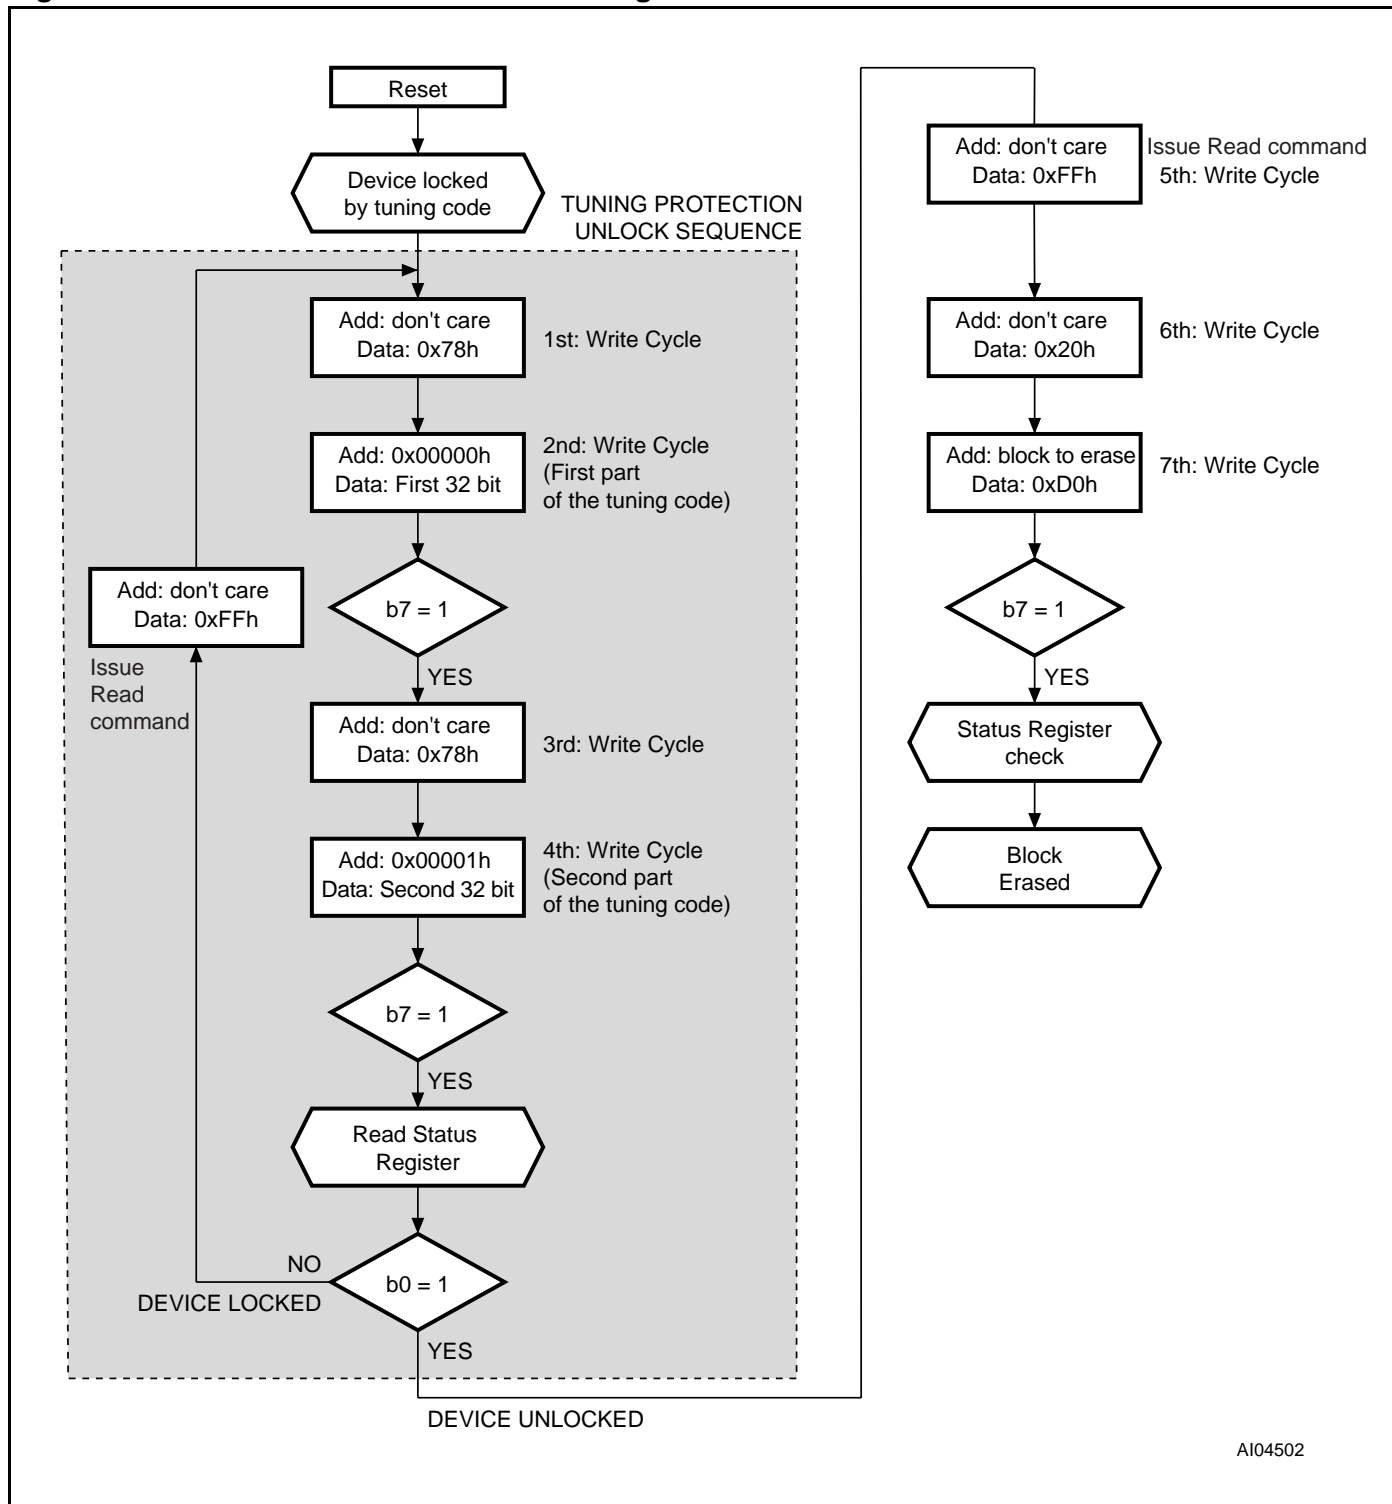 Reset
Device locked
by tuning code
TUNING PROTECTION
UNLOCK SEQUENCE
Add: don't care
Data: 0x78h
1st: Write Cycle
Add: 0x00000h
Data: First 32 bit
2nd: Write Cycle
(First part
of the tuning code)
b7 = 1
YES
Add: don't care
Data: 0xFFh
Issue
Read
command
Add: don't care
Data: 0x78h
3rd: Write Cycle
Add: 0x00001h
Data: Second 32 bit
4th: Write Cycle
(Second part
of the tuning code)
b7 = 1
YES
Read Status
Register
b0 = 1
NO
DEVICE LOCKED
YES
DEVICE UNLOCKED
Add: don't care
Data: 0xFFh
Issue Read command
5th: Write Cycle
Add: don't care
Data: 0x20h
6th: Write Cycle
Add: block to erase
Data: 0xD0h
7th: Write Cycle
b7 = 1
YES
Status Register
check
Block
Erased
AI04502